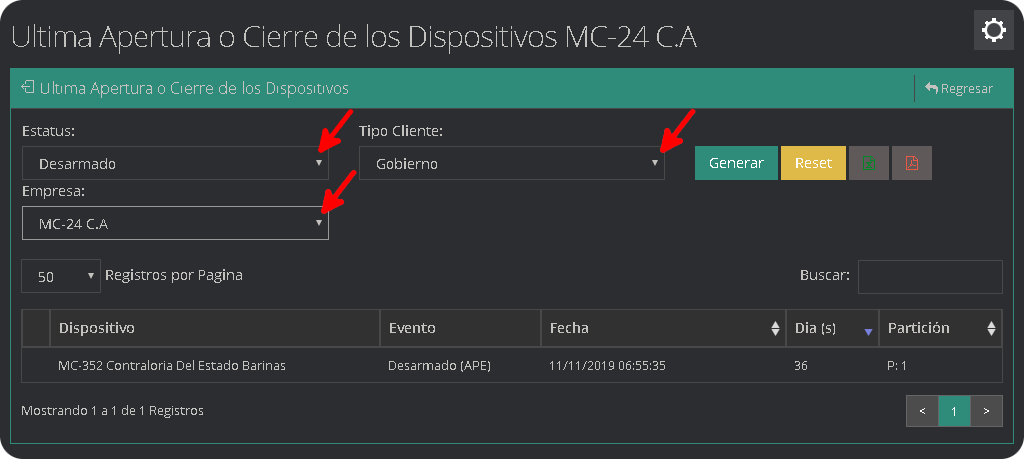 Ultima Apertura o Cierre de los Dispositivos MC-24 C.A
Ultima Apertura o Cierre de los Dispositivos
Regresar
Estatus:
Tipo Cliente:
Desarmado
Gobierno
Generar
Reset
Empresa:
MC-24 C.A
50
Registros por Pagina
Buscar:
Dispositivo Evento Fecha Dia (s) Partición
MC-352 Contraloria Del Estado Barinas Desarmado (APE) 11/11/2019 06:55:35 36 P: 1
Mostrando 1 a 1 de 1 Registros
< 1 >